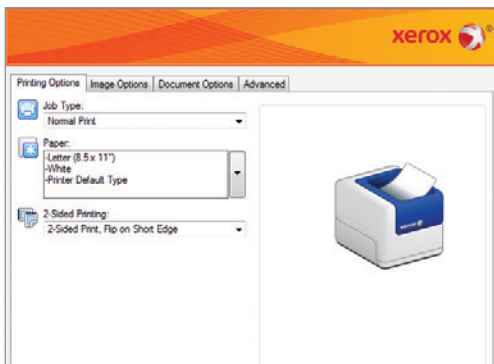 xerox
Printing Options Image Options Document Options Advanced
Job Type:
Normal Print
Paper:
-Letter (8.5 x 11")
-White
-Printer Default Type
2-Sided Printing:
2-Sided Print, Flip on Short Edge
xerox